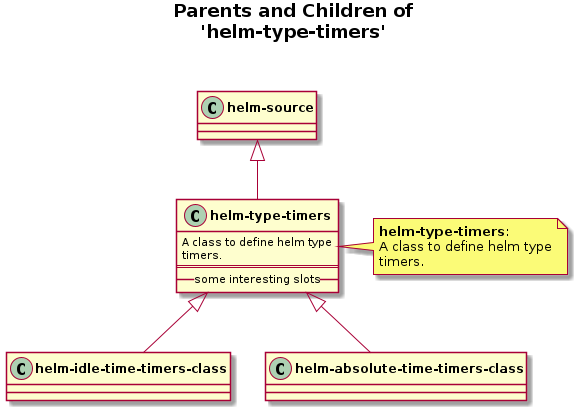 Parents and Children of
'helm-type-timers'
C helm-source
C helm-type-timers
A class to define helm type
timers.
some interesting slots
helm-type-timers:
A class to define helm type
timers.
C helm-idle-time-timers-class
C helm-absolute-time-timers-class